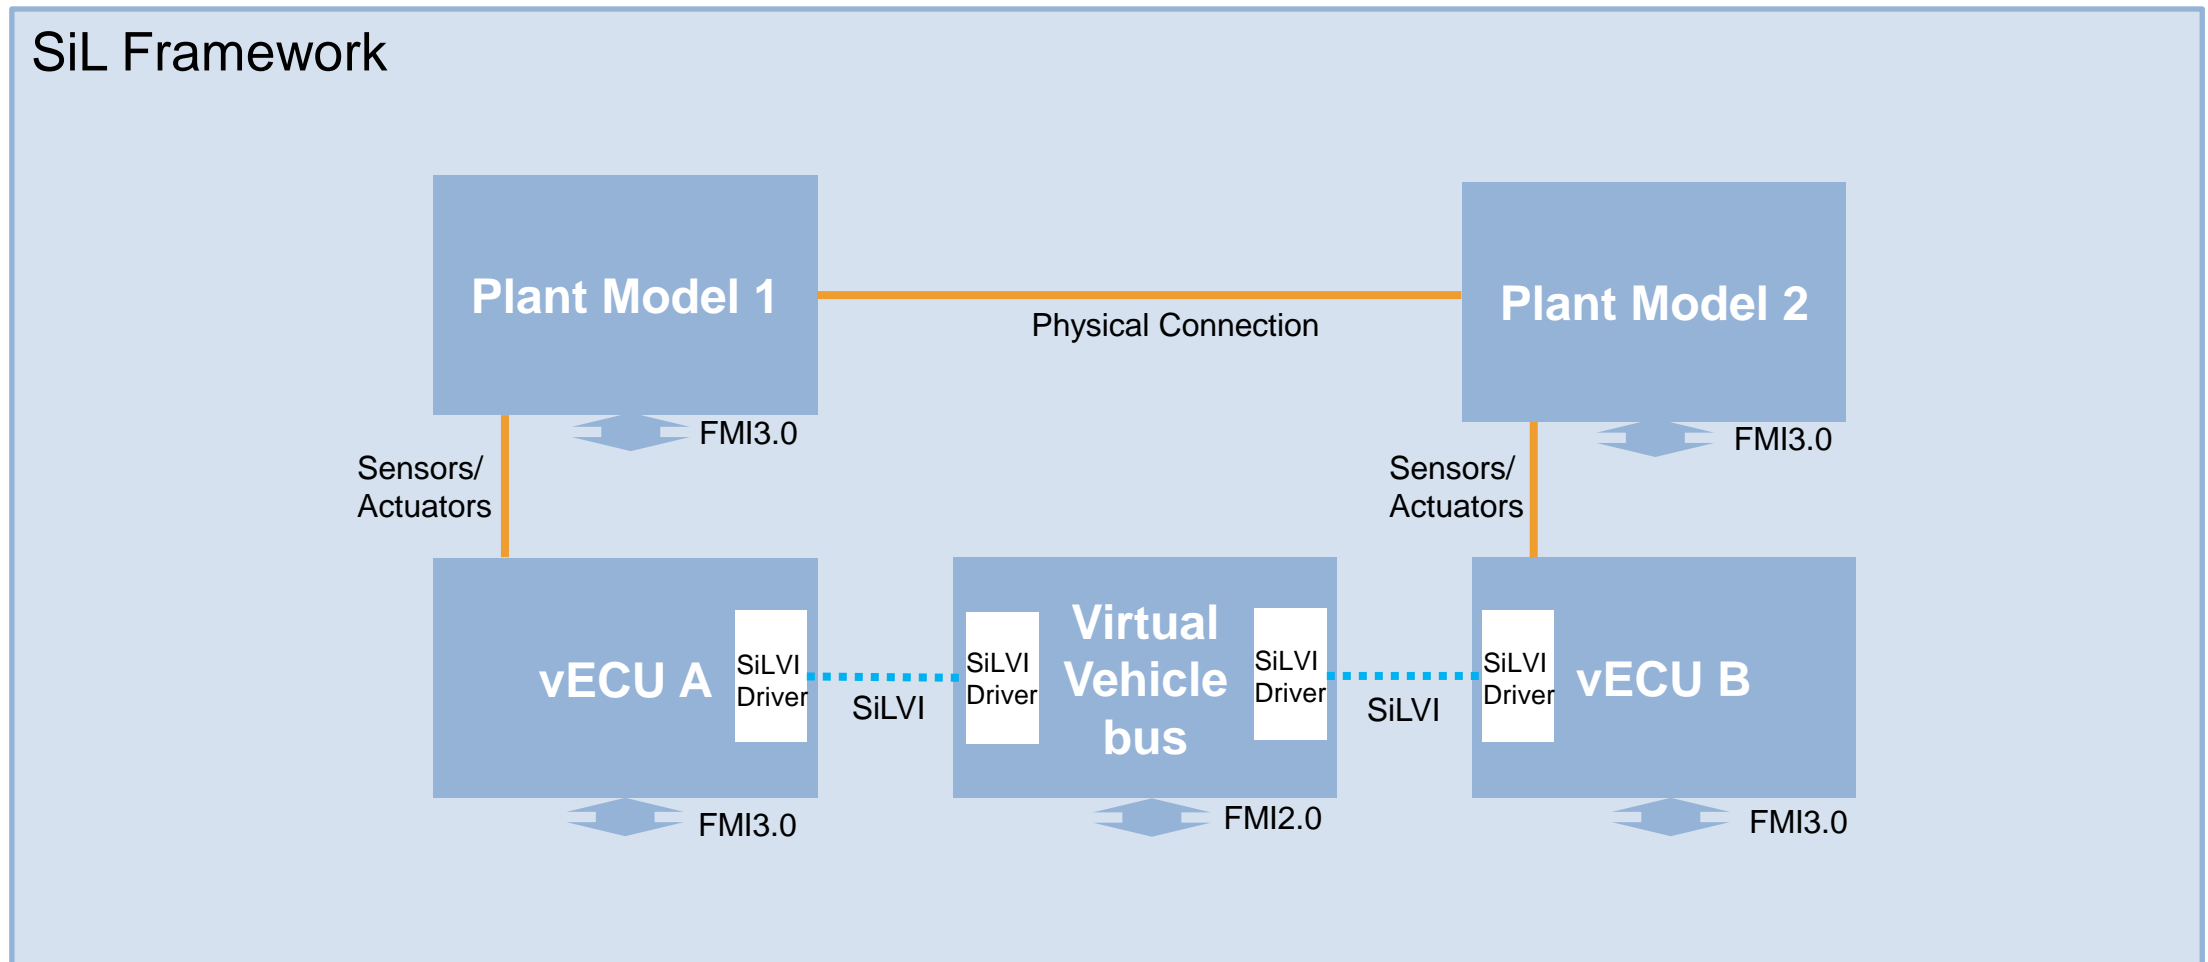 SiL Framework
Plant Model 1
Physical Connection
Plant Model 2
FMI3.0
FMI3.0
Sensors/
Actuators
Sensors/
Actuators
vECU A
SiLVI
Driver
SiLVI
SiLVI
Driver
Virtual
Vehicle
bus
SiLVI
Driver
SiLVI
SiLVI
Driver
vECU B
FMI3.0
FMI2.0
FMI3.0